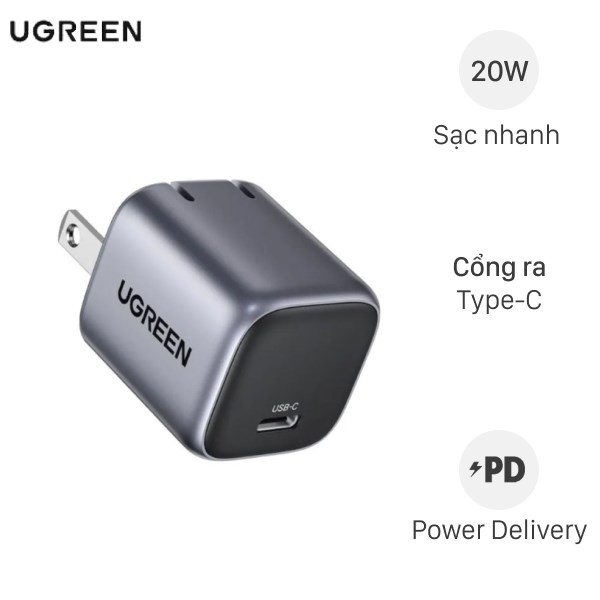 UGREEN
20W
Sạc nhanh
UGREEN
USB-C
Cổng ra
Type-C
PD
Power Delivery